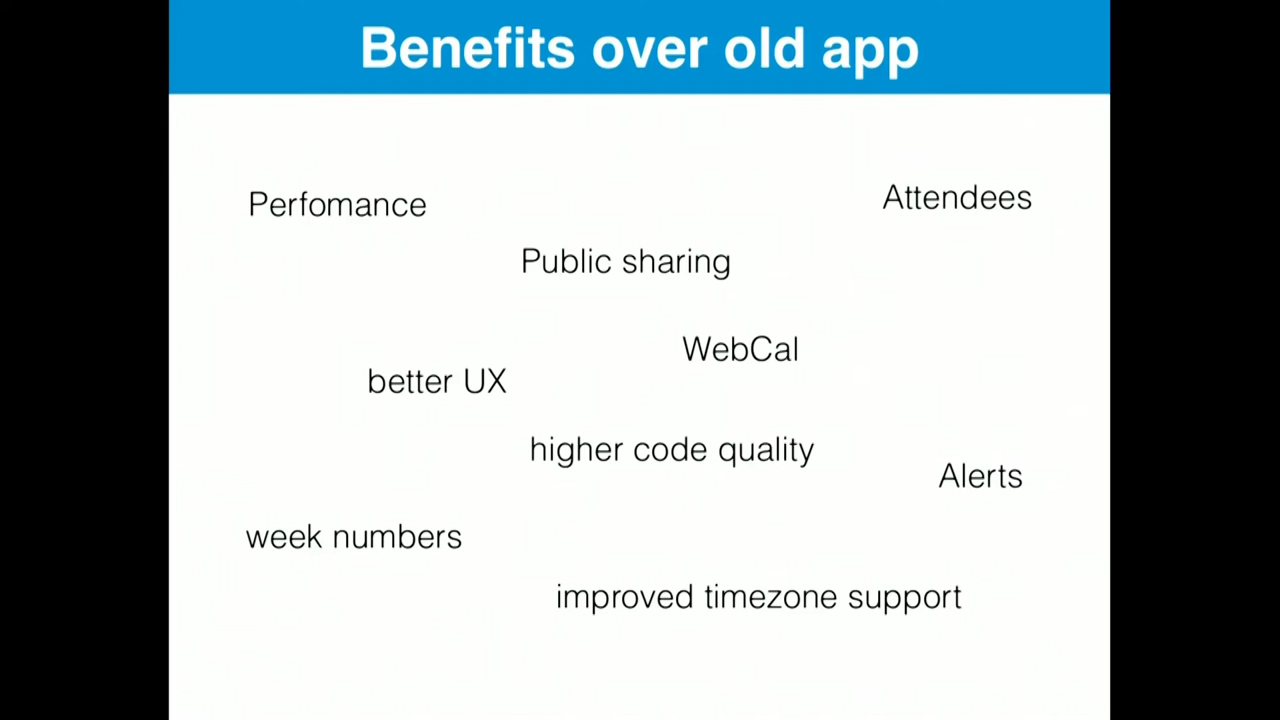 Benefits over old app
Perfomance
Attendees
Public sharing
WebCal
better UX
higher code quality
Alerts
week numbers
improved timezone support